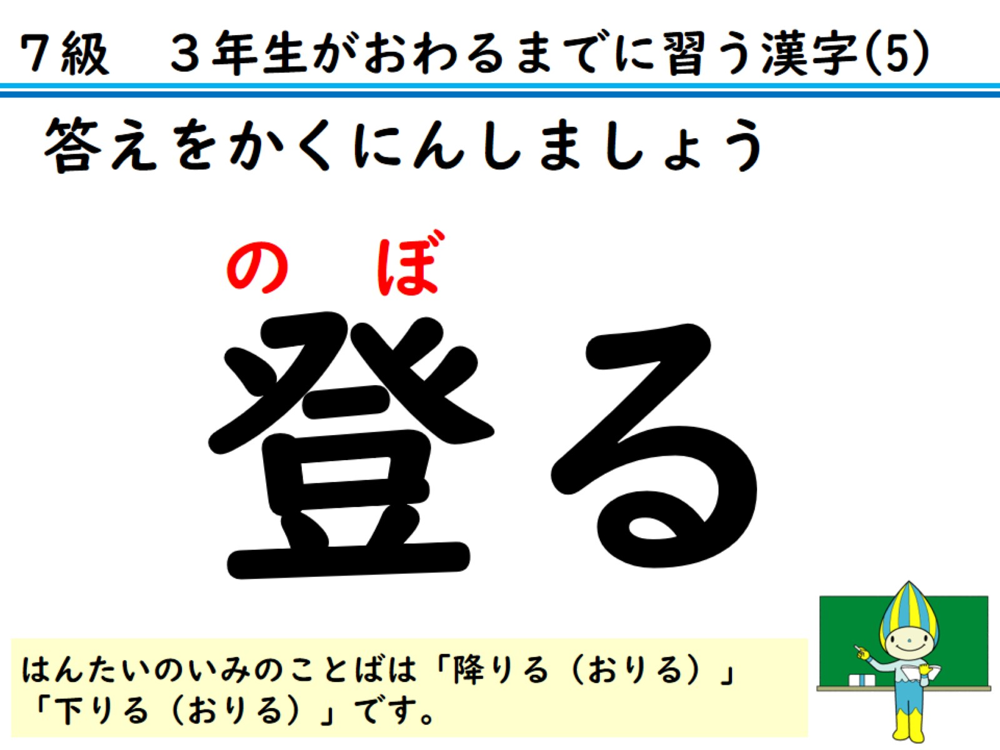 ７級　３年生がおわるまでに習う漢字(5)
答えをかくにんしましょう
のぼ
登る
はんたいのいみのことばは「降りる（おりる）」
「下りる（おりる）」です。